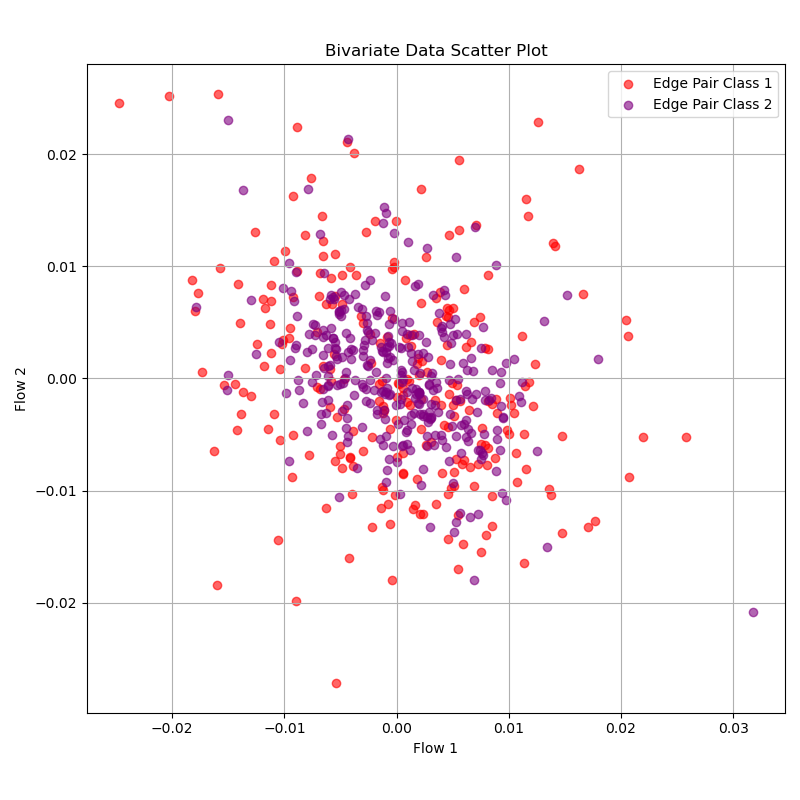 Bivariate Data Scatter Plot
Edge Pair Class 1
Edge Pair Class 2
0.02
0.01
0.00
−0.01
−0.02
Flow 2
−0.02
−0.01
0.00
0.01
0.02
0.03
Flow 1